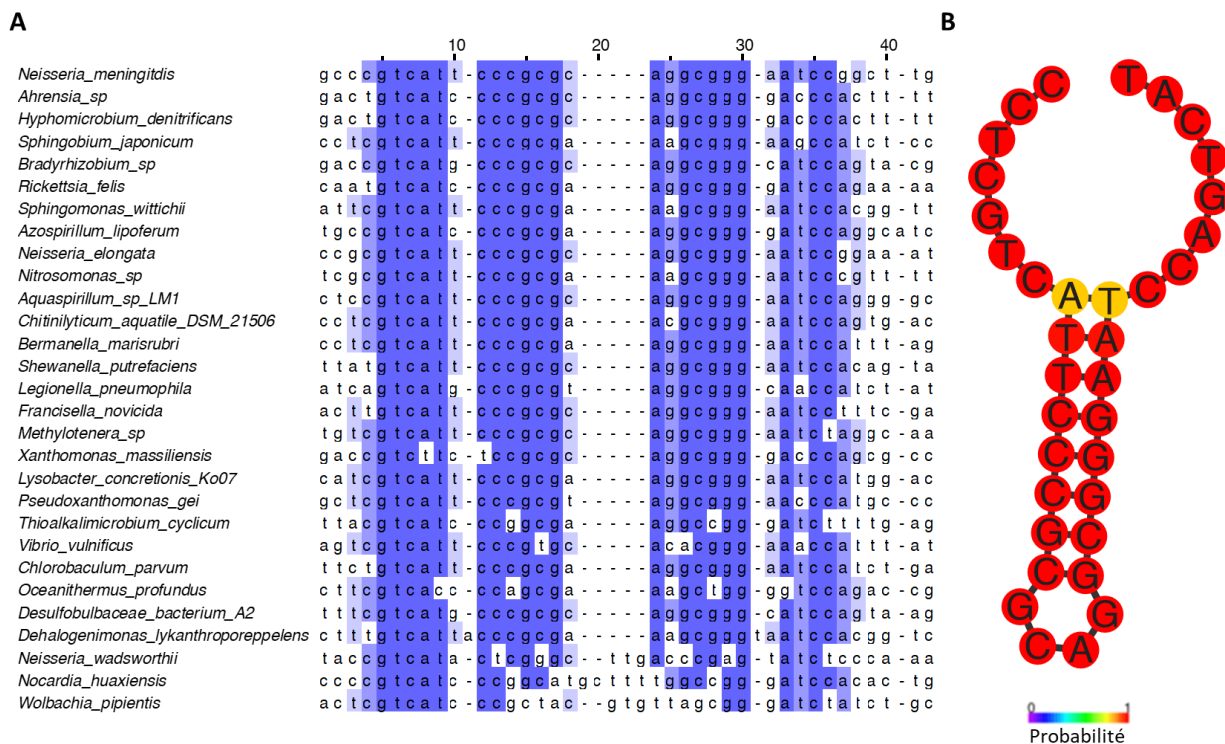 A
B
10 20 30 40
Neisseria_meningitdis gcccgtcatt-cccgcgc-----aggcggg-aatccggct-tg
Ahrensia_sp gactgtcatc-cccgcgc-----aggcggg-gacccactt-tt
Hyphomicrobium_denitrificans gactgtcatc-cccgcgc-----aggcggg-gacccactt-tt
Sphingobium_japonicum cctcgtcatt-cccgcga-----aagcggg-aagccatct-cc
Bradyrhizobium_sp gaccgtcatg-cccgcgc-----aggcggg-catccagta-cg
Rickettsia_felis caatgtcatc-cccgcga-----aggcggg-gatccagaa-aa
Sphingomonas_wittichii attcgtcatt-cccgcga-----aagcggg-aatccacgg-tt
Azospirillum_lipoferum tgccgtcatc-cccgcga-----aggcggg-gatccaggcatc
Neisseria_elongata ccgcgtcatt-cccgcgc-----aggcggg-aatccggaa-at
Nitrosomonas_sp tcgcgtcatt-cccgcga-----aagcggg-aatccgttt-tt
Aquaspirillum_sp_LM1 ctccgtcatt-cccgcgc-----aggcggg-aatccaggg-gc
Chitinilyticum_aquatile_DSM_21506 cctcgtcatt-cccgcga-----acgcggg-aatccagtg-ac
Bermanella_marisrubri cctcgtcatt-cccgcga-----aggcggg-aatccattt-ag
Shewanella_putrefaciens ttatgtcatt-cccgcga-----aggcggg-aatccacag-ta
Legionella_pneumophila atcagtcatg-cccgcgt-----aggcggg-caaccatct-at
Francisella_novicida acttgtcatt-cccgcgc-----aggcggg-aatcctttc-ga
Methylotenera_sp tgtcgtcatt-cccgcgc-----aggcggg-aatctaggc-aa
Xanthomonas_massiliensis gaccgtcttc-tccgcgc-----aggcggg-gacccagcg-cc
Lysobacter_concretionis_Ko07 catcgtcatt-cccgcga-----aggcggg-aatccatgg-ac
Pseudoxanthomonas_gei gctcgtcatt-cccgcgt-----aggcggg-aacccatgc-cc
Thioalkalimicrobium_cyclicum ttacgtcatc-ccggcga-----aggccgg-gatcttttg-ag
Vibrio_vulnificus agtcgtcatt-cccgtgc-----acacggg-aaaccattt-at
Chlorobaculum_parvum ttctgtcatt-cccgcga-----aggcggg-aatccatct-ga
Oceanithermus_profundus cttcgtcacc-ccagcga-----aagctgg-ggtccagac-cg
Desulfobulbaceae_bacterium_A2 tttcgtcatg-cccgcgc-----aggcggg-catccagta-ag
Dehalogenimonas_lykanthroporeppelens ctttgtcattacccgcga-----aagcgggtaatccacgg-tc
Neisseria_wadsworthii taccgtcata-ctcgggc--ttgacccgag-tatctccca-aa
Nocardia_huaxiensis ccccgtcatc-ccggcatgcttttggccgg-gatccacac-tg
Wolbachia_pipientis actcgtcatc-ccgctac-gtgttagcgg-gatctatct-gc
C C T C G T C A T T C C C G C G C A G G C G G G A A T C C A G T C A T
0 1
Probabilité